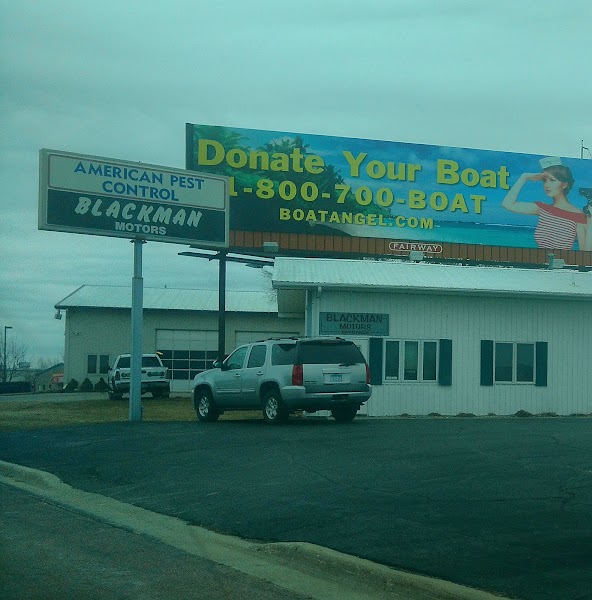 AMERICAN PEST
CONTROL
BLACKMAN
MOTORS
Donate Your Boat
1-800-700-BOAT
BOATANGEL.COM
FAIRWAY
BLACKMAN
MOTORS